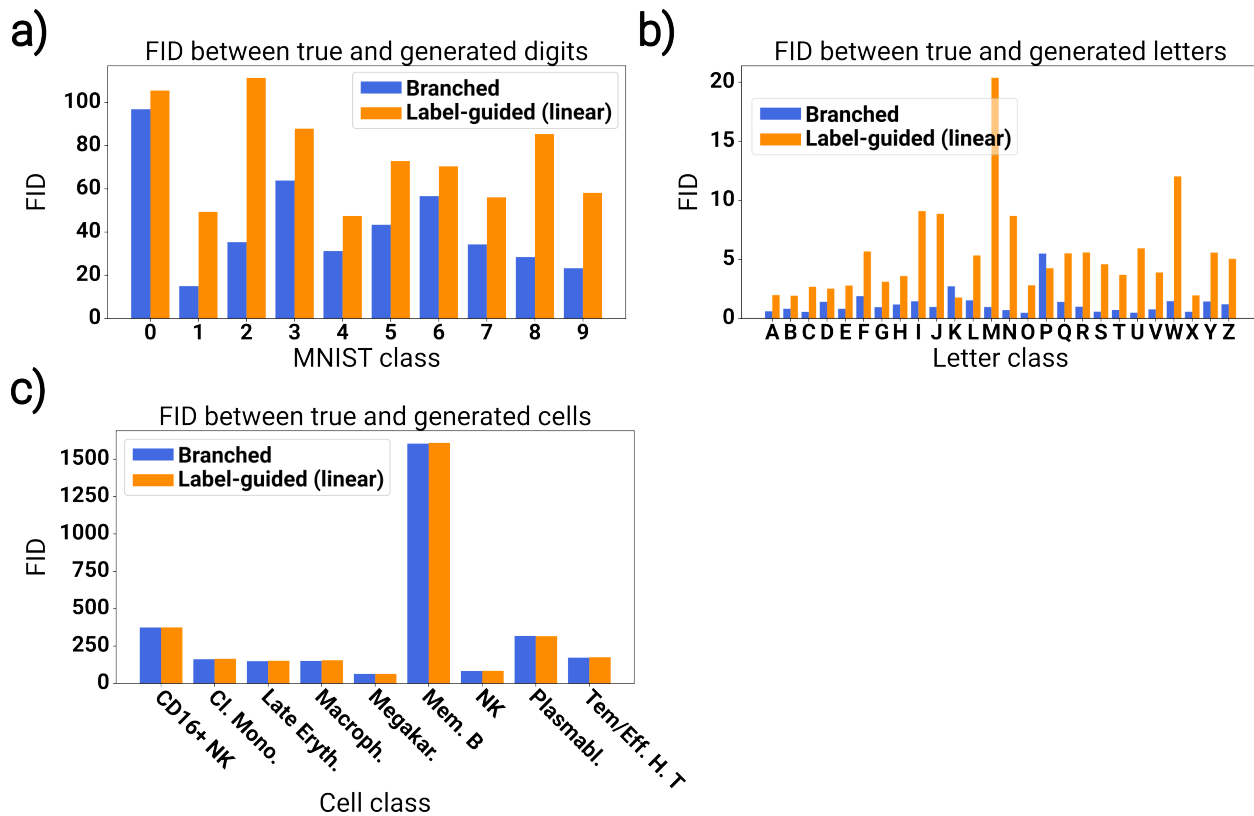 a)
FID between true and generated digits
Branched
Label-guided (linear)
FID
100
80
60
40
20
0
0 1 2 3 4 5 6 7 8 9
MNIST class
b)
FID between true and generated letters
Branched
Label-guided (linear)
FID
20
15
10
5
0
A B C D E F G H I J K L M N O P Q R S T U V W X Y Z
Letter class
c)
FID between true and generated cells
Branched
Label-guided (linear)
FID
1500
1250
1000
750
500
250
0
CD16+ NK
Cl. Mono.
Late Eryth.
Macroph.
Megakar.
Mem. B
NK
Plasmabl.
Tem/Eff. H. T
Cell class